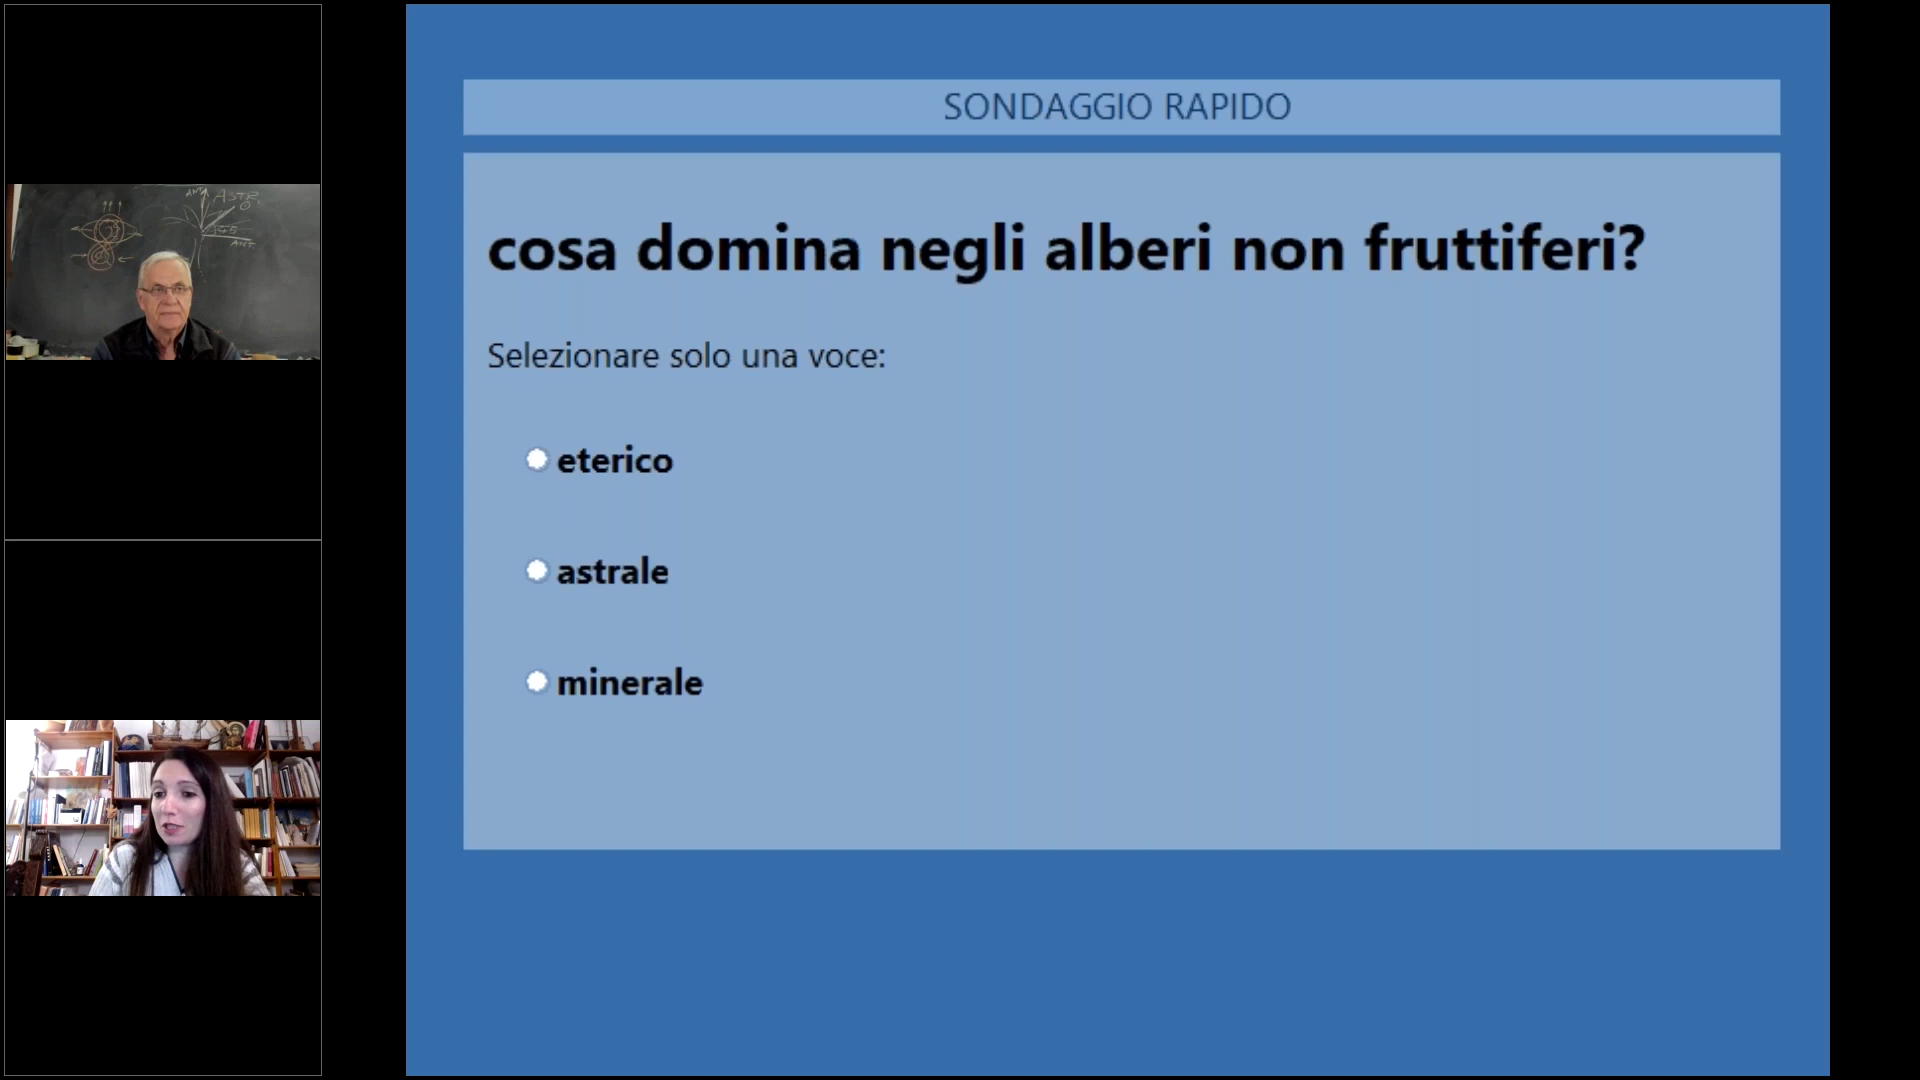 SONDAGGIO RAPIDO
cosa domina negli alberi non fruttiferi?
Selezionare solo una voce:
eterico
astrale
minerale